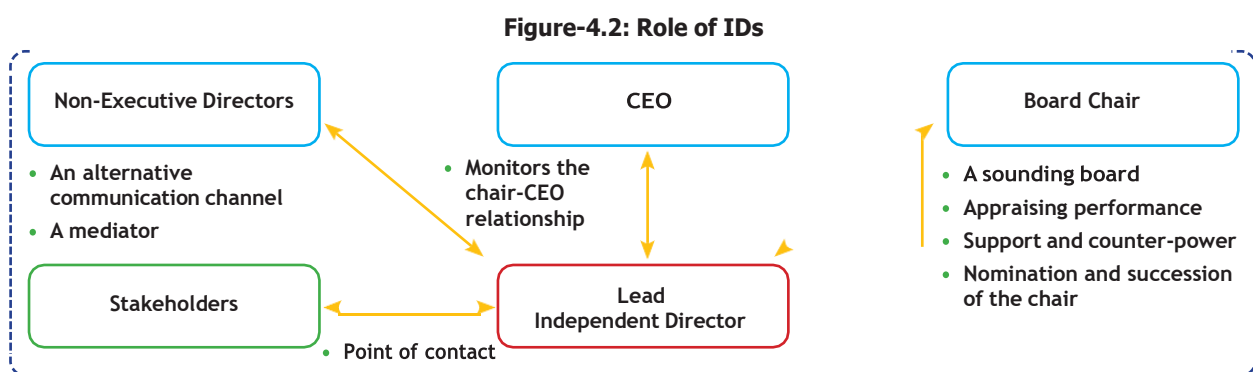 Figure-4.2: Role of IDs
Non-Executive Directors
• An alternative
communication channel
• A mediator
CEO
• Monitors the
chair-CEO
relationship
Board Chair
• A sounding board
• Appraising performance
• Support and counter-power
• Nomination and succession
of the chair
Stakeholders
• Point of contact
Lead
Independent Director